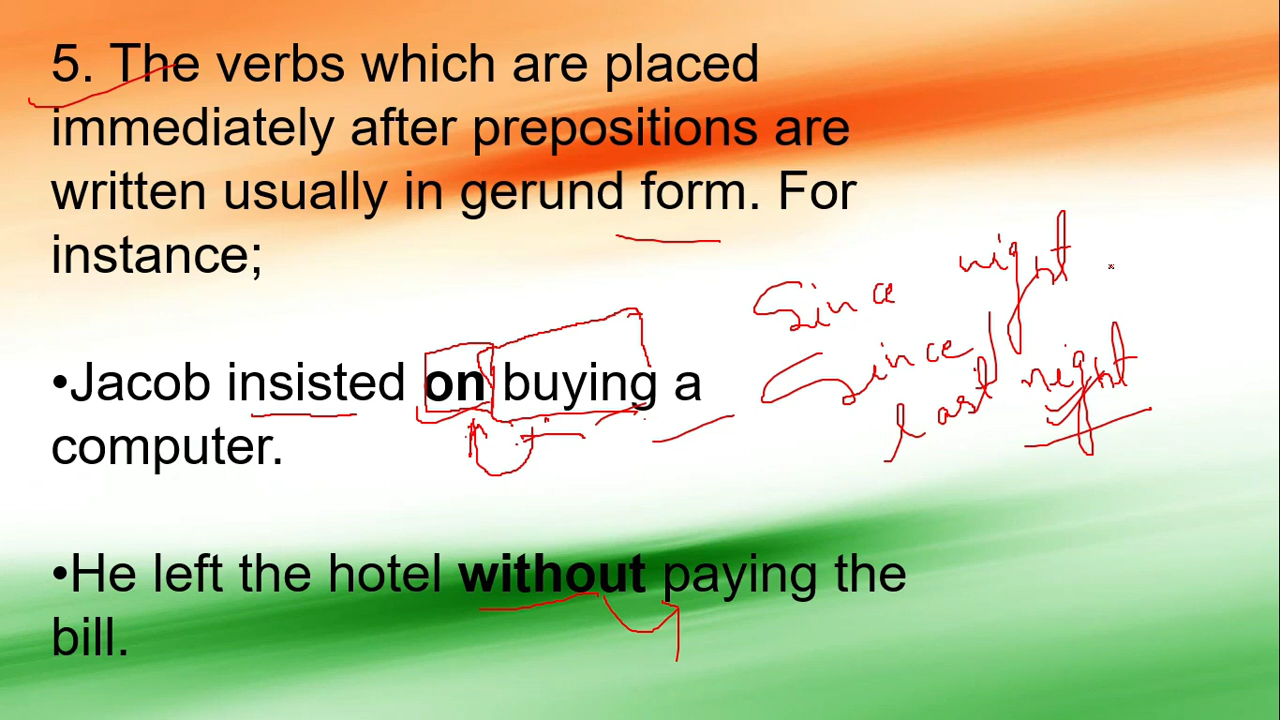 5. The verbs which are placed
immediately after prepositions are
written usually in gerund form. For
instance;
Since night
Since
last night
•Jacob insisted on buying a
computer.
•He left the hotel without paying the
bill.